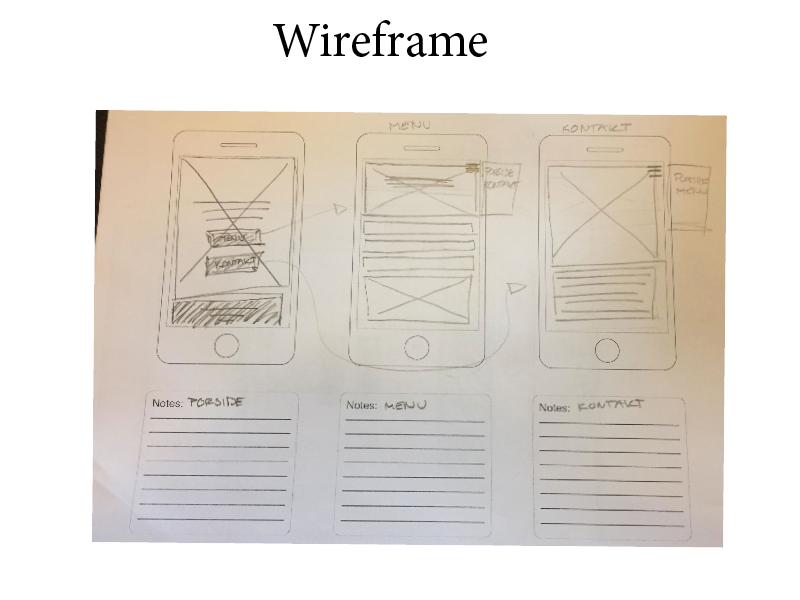 Wireframe
MENU
KONTAKT
MENU
KONTAKT
FORSIDE
KONTAKT
FORSIDE
MENU
Notes: FORSIDE
Notes: MENU
Notes: KONTAKT